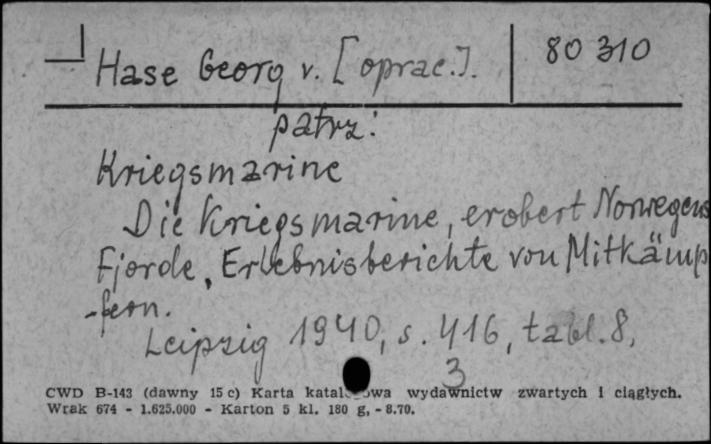 Hase Georg v. [oprac.]. 80 310
patrz:
Kriegsmarine
Die Kriegsmarine, erobert Norwegens
Fjorde, Erlebnisberichte von Mitkämp
-fern.
Leipzig 1940, s. 416, tabl. 8,
3
CWD B-143 (dawny 15 c) Karta wydawnictw zwartych i ciągłych.
Wrak 674 - 1.625.000 - Karton 5 kl. 180 g, - 8.70.